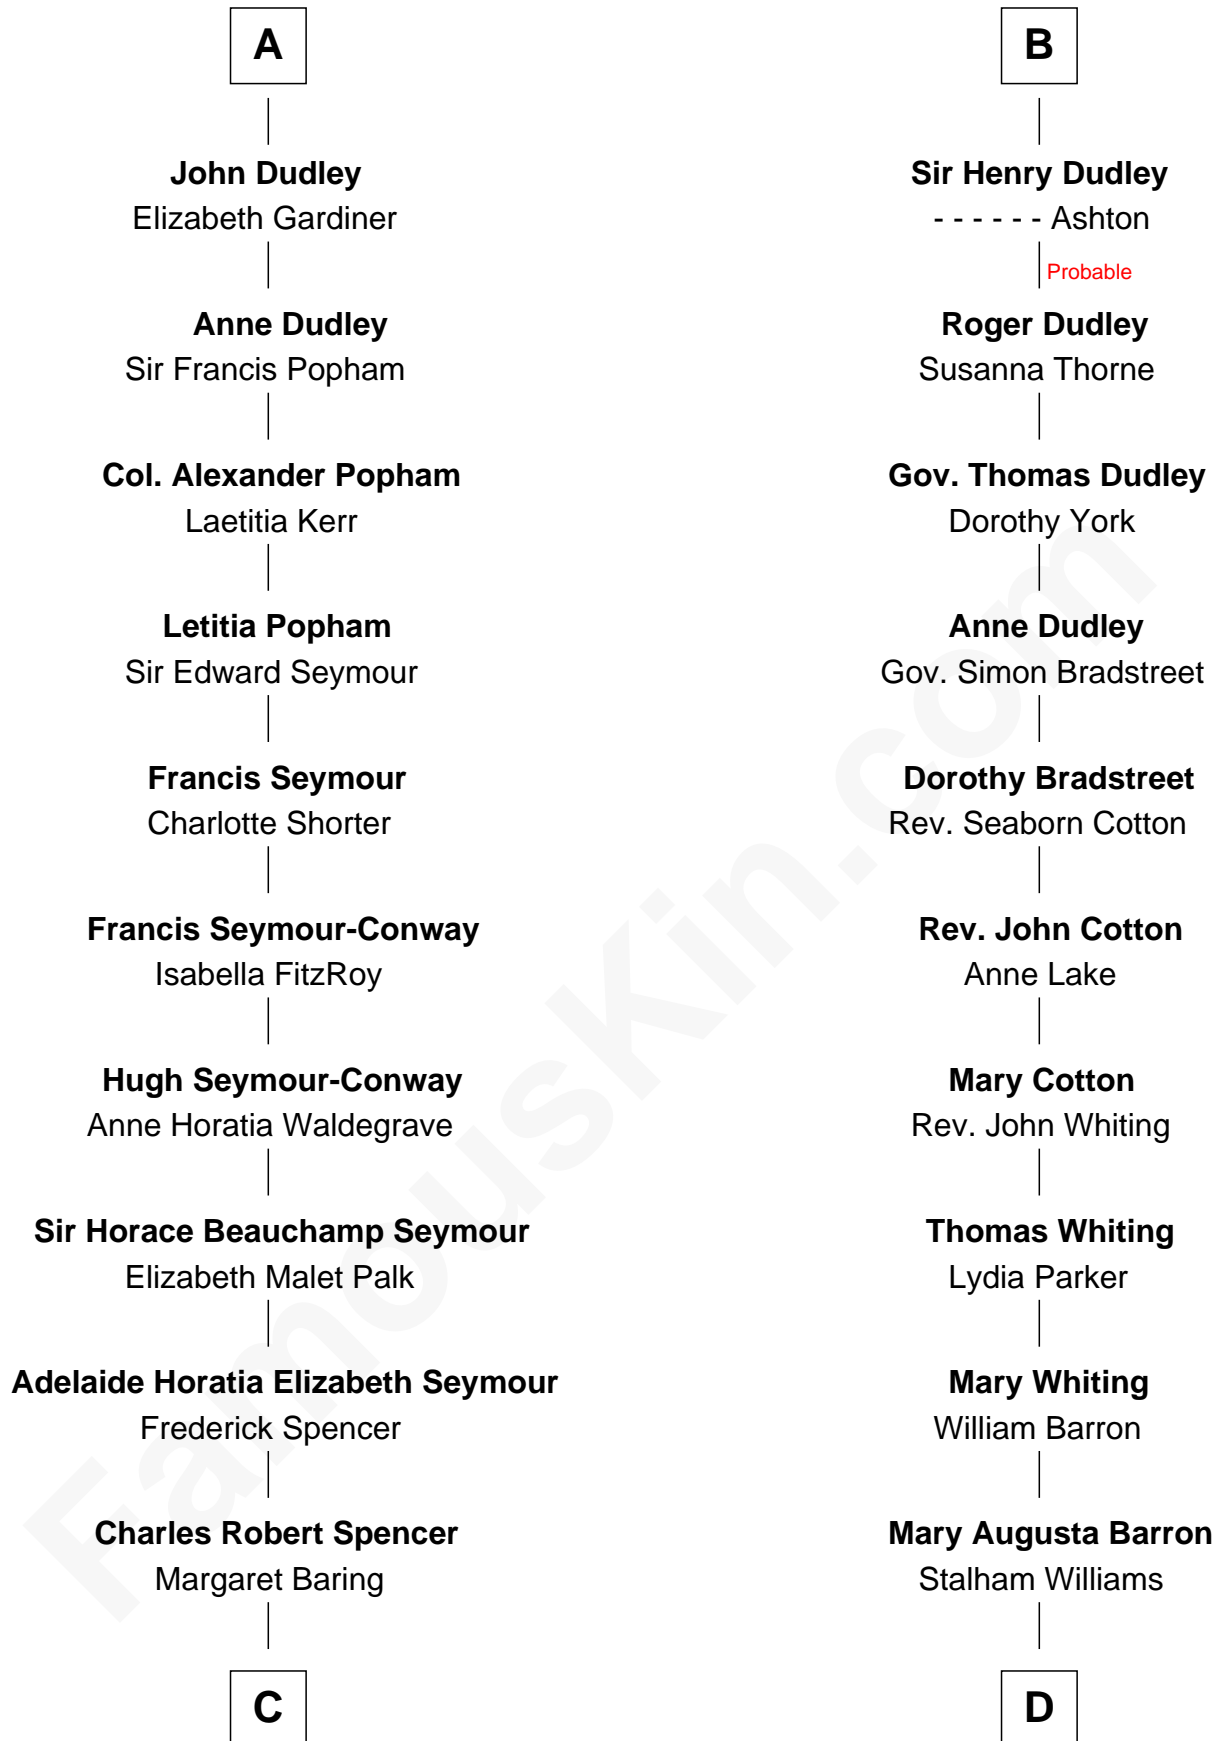 A
John Dudley
Elizabeth Gardiner
Anne Dudley
Sir Francis Popham
Col. Alexander Popham
Laetitia Kerr
Letitia Popham
Sir Edward Seymour
Francis Seymour
Charlotte Shorter
Francis Seymour-Conway
Isabella FitzRoy
Hugh Seymour-Conway
Anne Horatia Waldegrave
Sir Horace Beauchamp Seymour
Elizabeth Malet Palk
Adelaide Horatia Elizabeth Seymour
Frederick Spencer
Charles Robert Spencer
Margaret Baring
C
B
Sir Henry Dudley
- - - - - - Ashton
Probable
Roger Dudley
Susanna Thorne
Gov. Thomas Dudley
Dorothy York
Anne Dudley
Gov. Simon Bradstreet
Dorothy Bradstreet
Rev. Seaborn Cotton
Rev. John Cotton
Anne Lake
Mary Cotton
Rev. John Whiting
Thomas Whiting
Lydia Parker
Mary Whiting
William Barron
Mary Augusta Barron
Stalham Williams
D
FamousKin.com